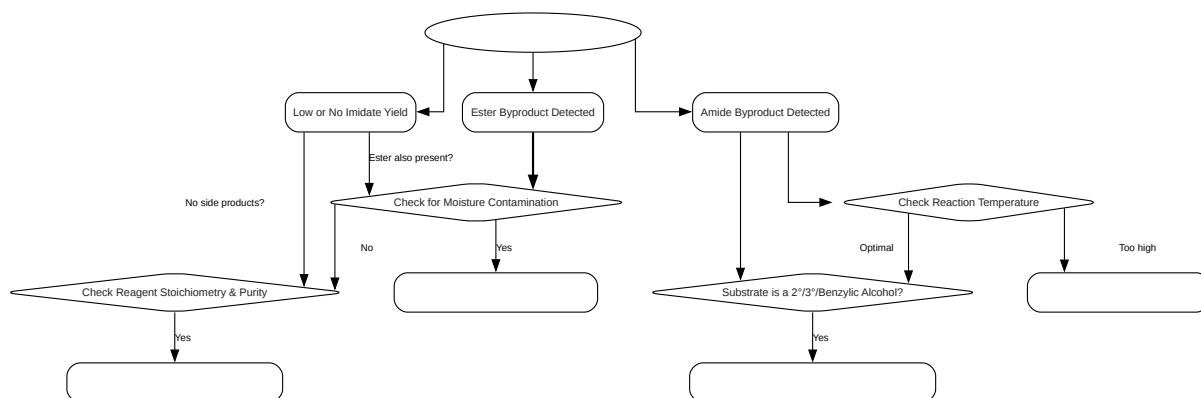 Low or No Imidate Yield
Ester Byproduct Detected
Amide Byproduct Detected
Ester also present?
No side products?
Check for Moisture Contamination
Check Reaction Temperature
No
Yes
Optimal
Too high
Check Reagent Stoichiometry & Purity
Substrate is a 2°/3°/Benzylic Alcohol?
Yes
Yes